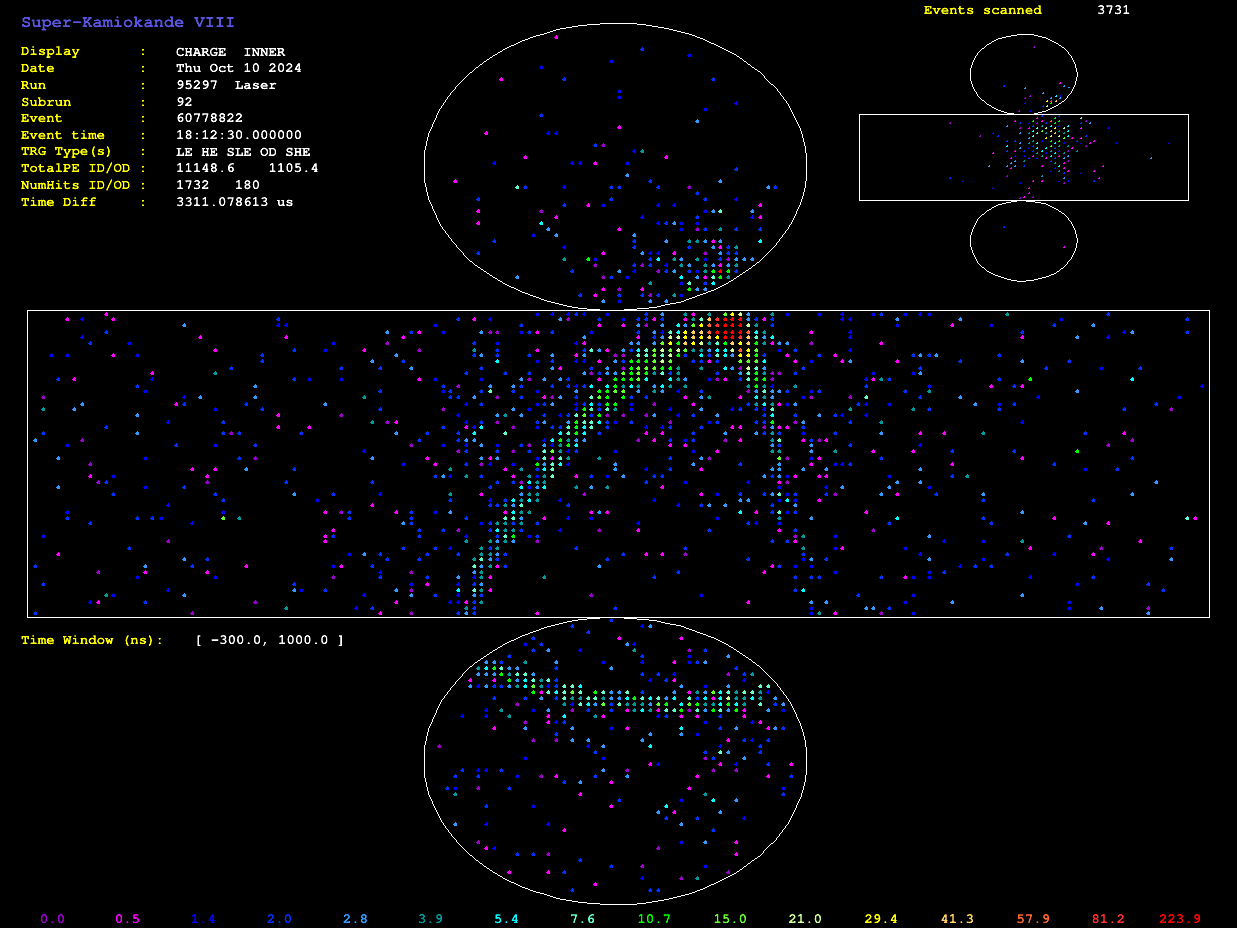 Super-Kamiokande VIII
Events scanned 3731
Display : CHARGE INNER
Date : Thu Oct 10 2024
Run : 95297 Laser
Subrun : 92
Event : 60778822
Event time : 18:12:30.000000
TRG Type(s) : LE HE SLE OD SHE
TotalPE ID/OD : 11148.6 1105.4
NumHits ID/OD : 1732 180
Time Diff : 3311.078613 us
Time Window (ns): [ -300.0, 1000.0 ]
0.0 0.5 1.4 2.0 2.8 3.9 5.4 7.6 10.7 15.0 21.0 29.4 41.3 57.9 81.2 223.9